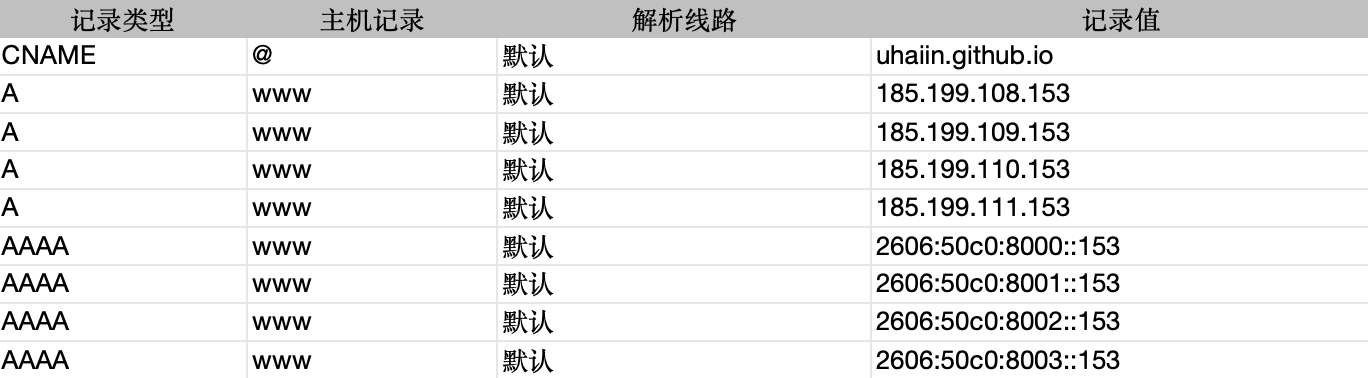 记录类型 主机记录 解析线路 记录值
CNAME @ 默认 uhaiin.github.io
A www 默认 185.199.108.153
A www 默认 185.199.109.153
A www 默认 185.199.110.153
A www 默认 185.199.111.153
AAAA www 默认 2606:50c0:8000::153
AAAA www 默认 2606:50c0:8001::153
AAAA www 默认 2606:50c0:8002::153
AAAA www 默认 2606:50c0:8003::153